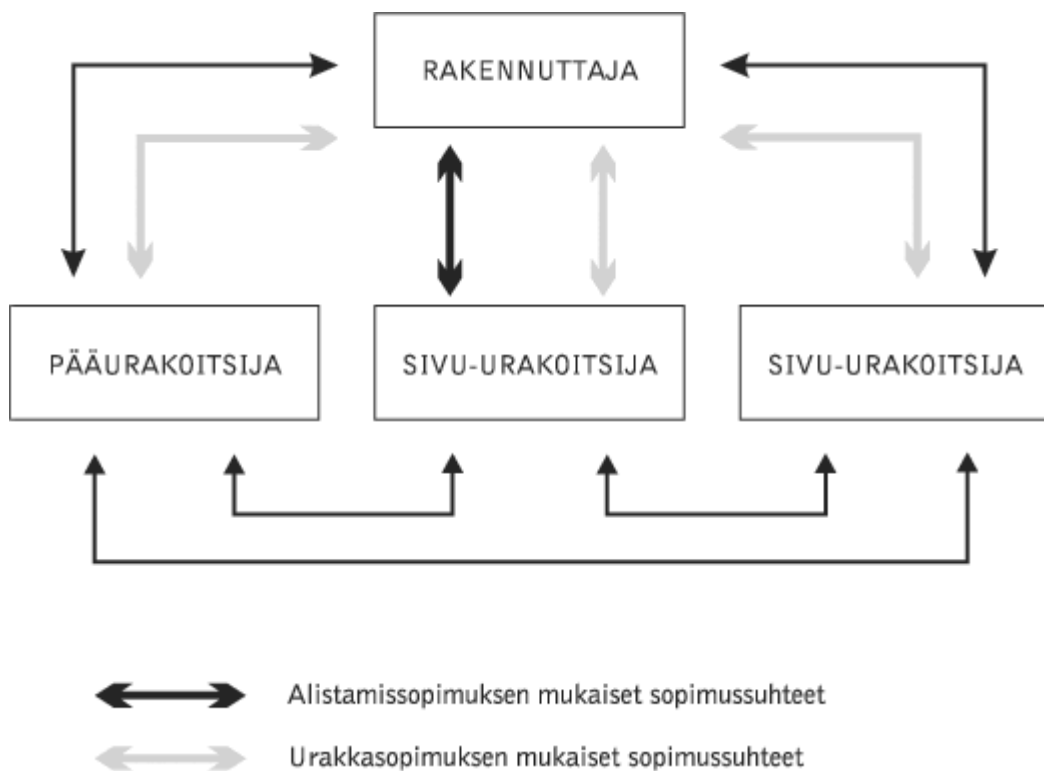 RAKENNUTTAJA
PÄÄURAKOITSIJA
SIVU-URAKOITSIJA
SIVU-URAKOITSIJA
Alistamissopimuksen mukaiset sopimussuhteet
Urakkasopimuksen mukaiset sopimussuhteet